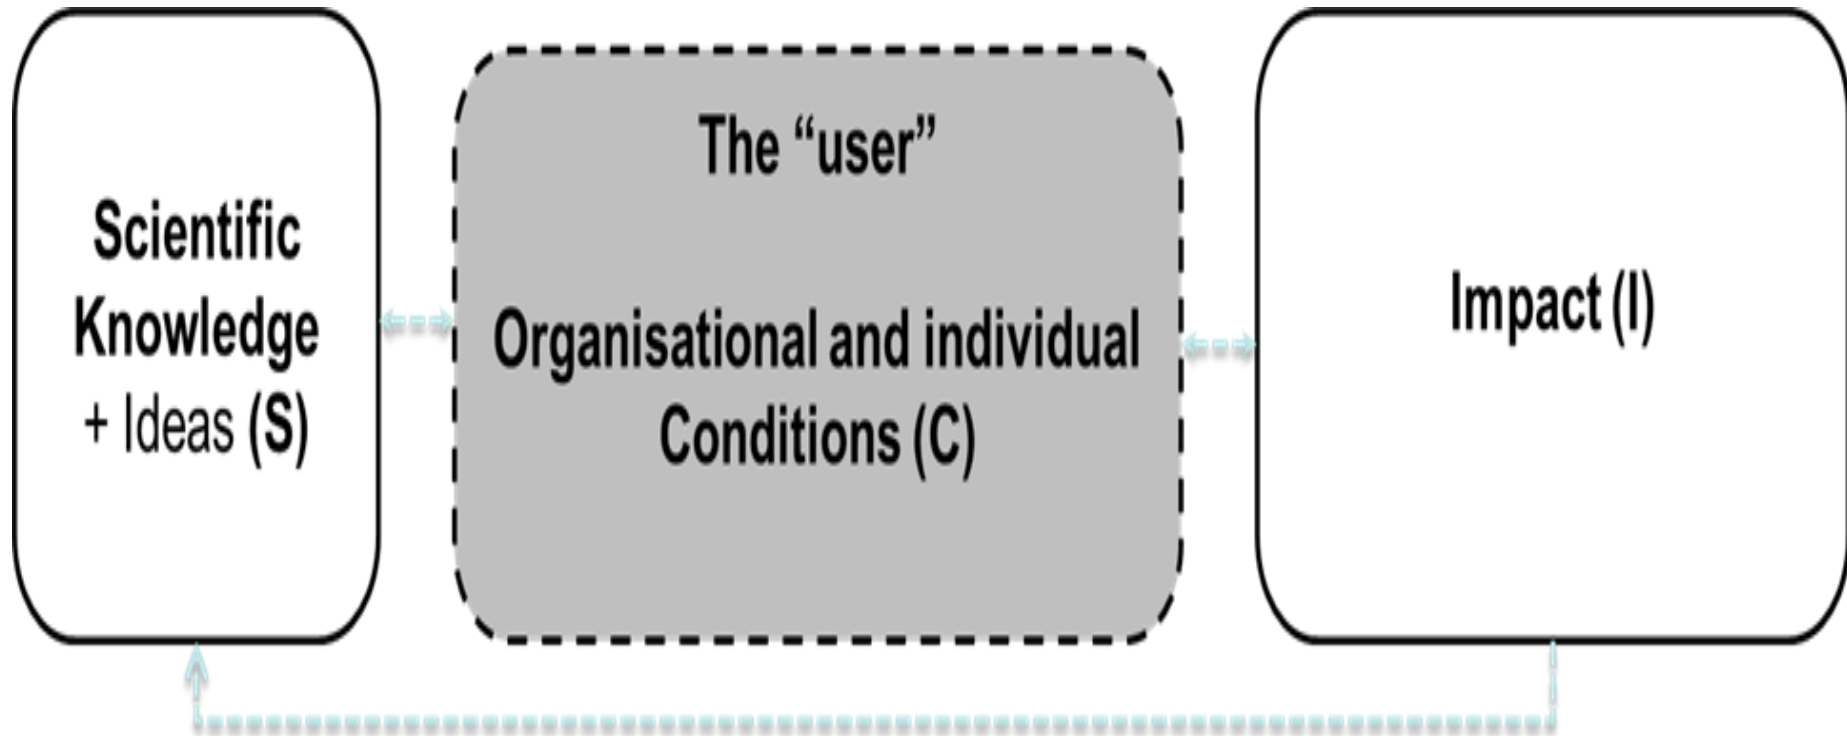 Scientific
Knowledge
+ Ideas (S)
The “user”
Organisational and individual
Conditions (C)
Impact (I)